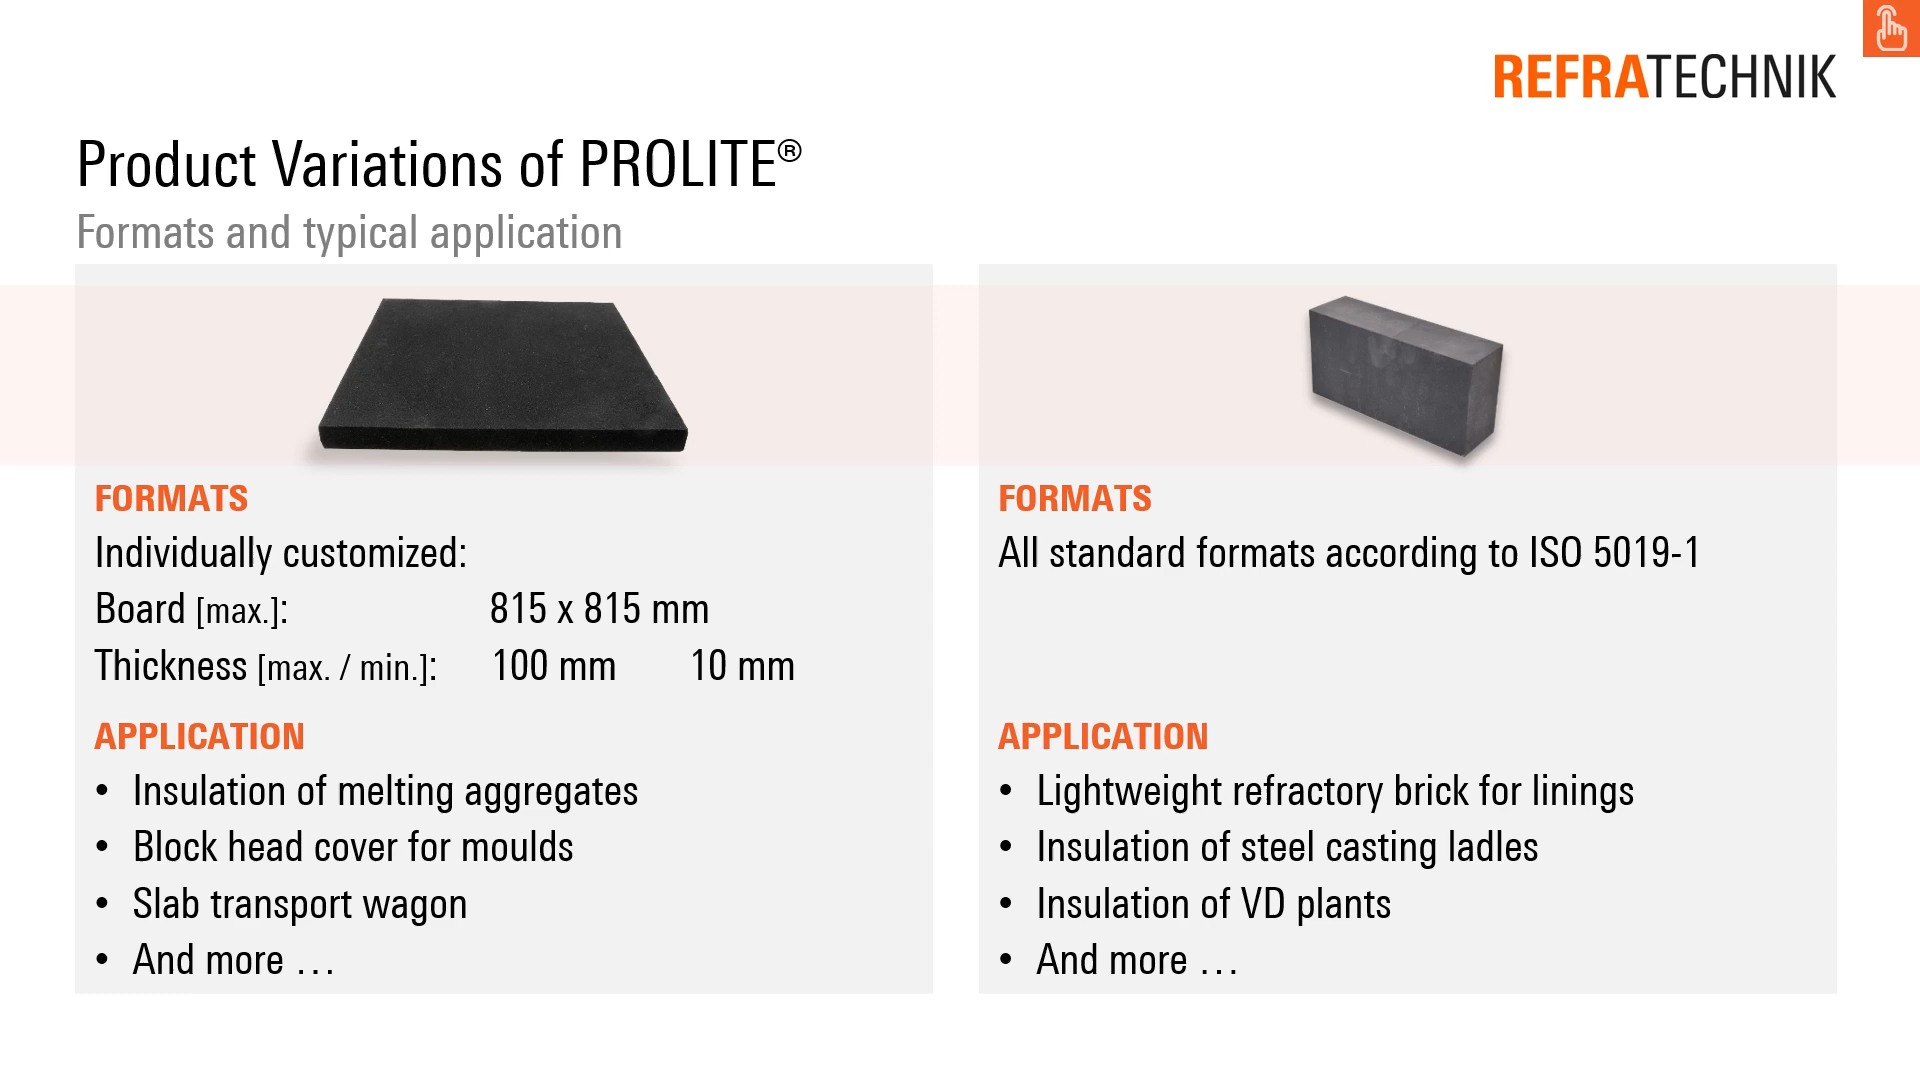 REFRATECHNIK
Product Variations of PROLITE®
Formats and typical application
FORMATS
Individually customized:
Board [max.]: 815 x 815 mm
Thickness [max. / min.]: 100 mm 10 mm
APPLICATION
• Insulation of melting aggregates
• Block head cover for moulds
• Slab transport wagon
• And more …
FORMATS
All standard formats according to ISO 5019-1
APPLICATION
• Lightweight refractory brick for linings
• Insulation of steel casting ladles
• Insulation of VD plants
• And more …